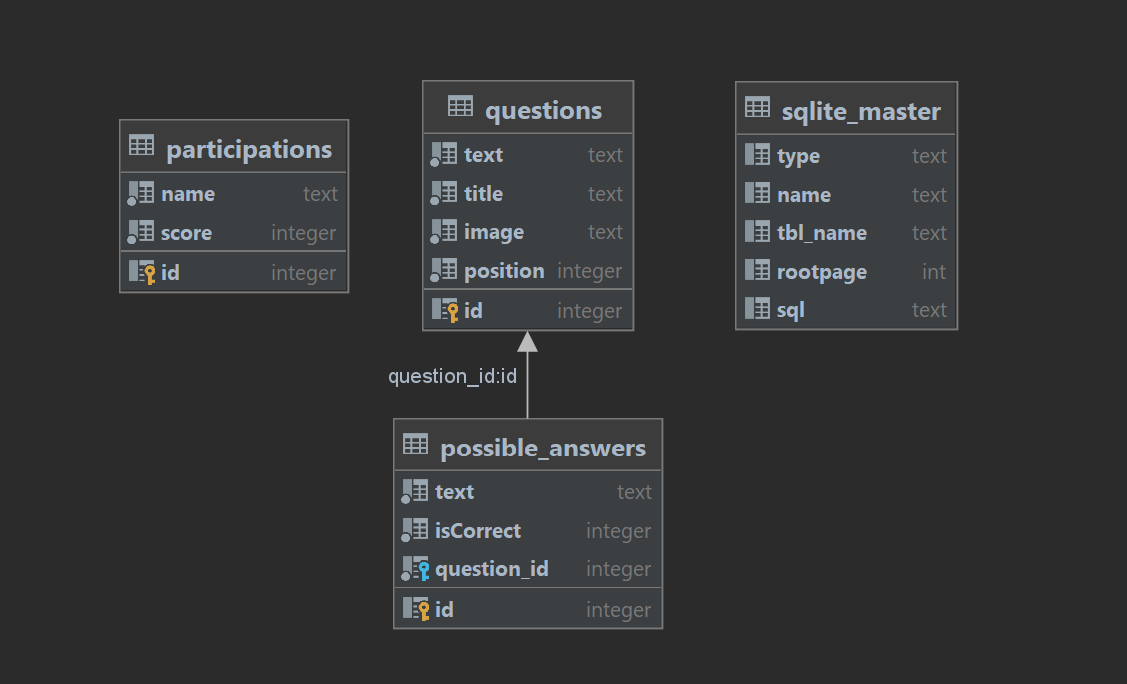 participations
name text
score integer
id integer
questions
text text
title text
image text
position integer
id integer
sqlite_master
type text
name text
tbl_name text
rootpage int
sql text
question_id:id
possible_answers
text text
isCorrect integer
question_id integer
id integer